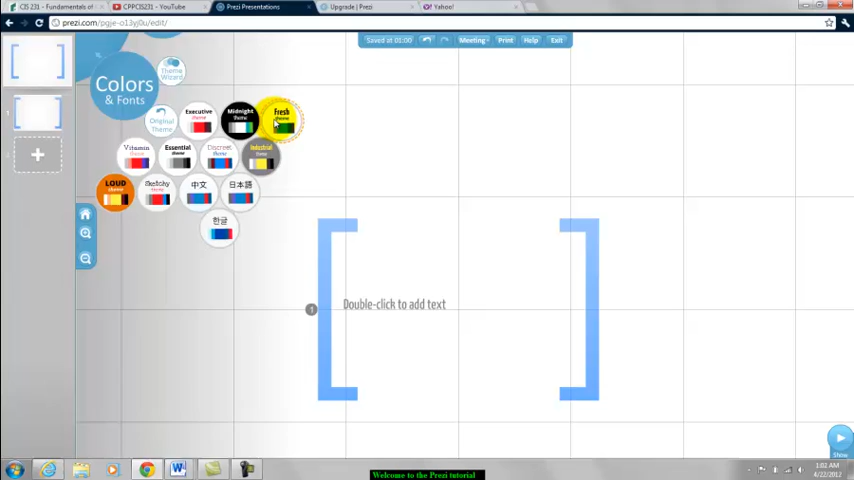 CIS 231 - Fundamentals of
CPPCIS231 - YouTube
Prezi Presentations
Upgrade | Prezi
Yahoo!
prezi.com/pgje-o13yj0u/edit/
Saved at 01:00
Meeting
Print
Help
Exit
Theme
Wizard
Colors
& Fonts
Original
Theme
Executive
theme
Midnight
theme
Fresh
theme
Vitamin
theme
Essential
theme
Discreet
theme
Industrial
theme
LOUD
theme
Sketchy
theme
中文
日本語
한글
1
1
Double-click to add text
Show
1:02 AM
4/22/2012
Welcome to the Prezi tutorial